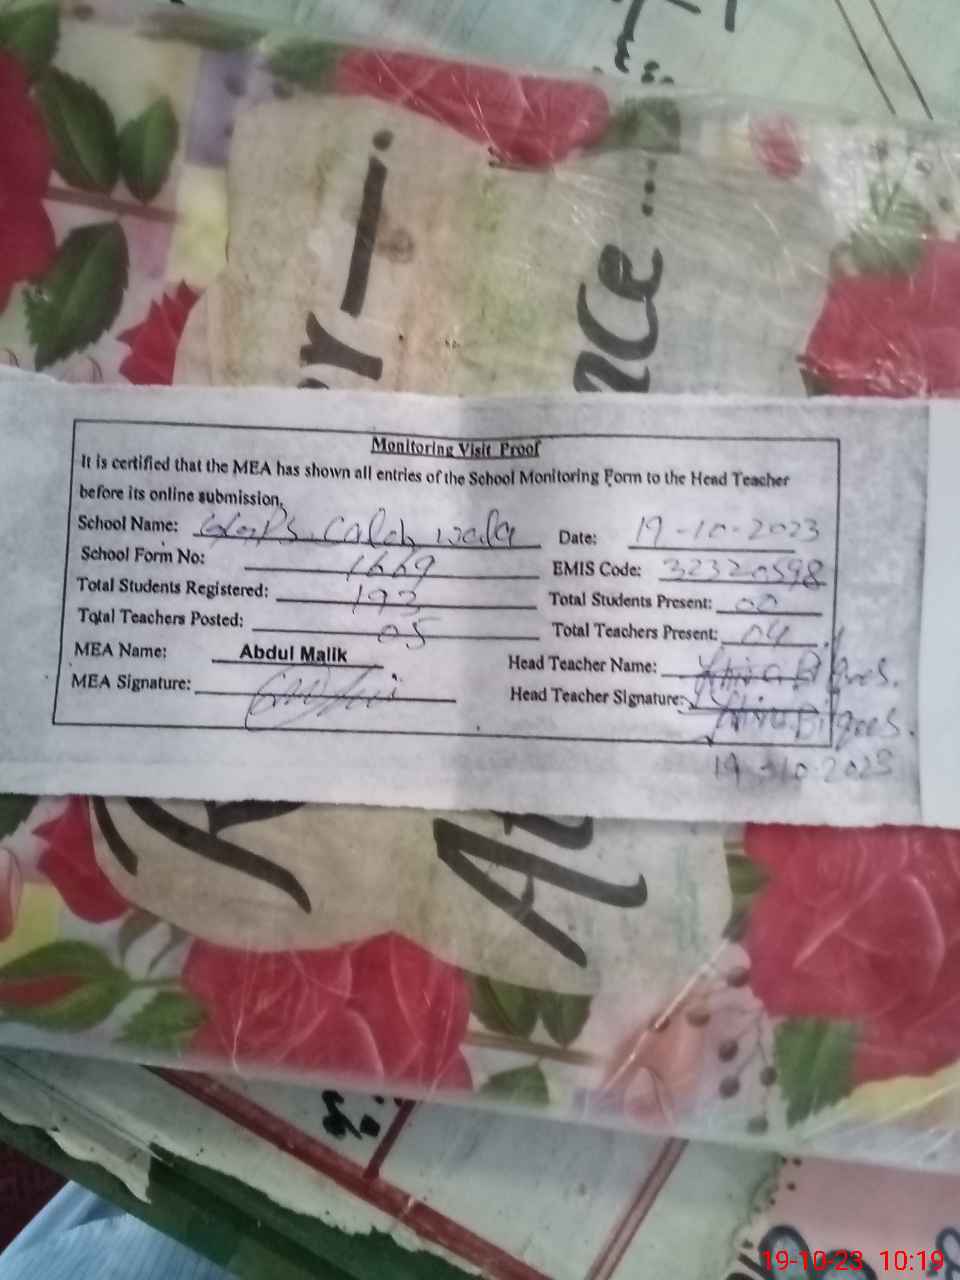 nce ...
Monitoring Visit Proof
It is certified that the MEA has shown all entries of the School Monitoring Form to the Head Teacher
before its online submission,
School Name: Date: 19-10-2023
School Form No: 1669 EMIS Code: 32320598
Total Students Registered: 193 Total Students Present: 00
Total Teachers Posted: 05 Total Teachers Present: 04
MEA Name: Abdul Malik Head Teacher Name:
MEA Signature: Head Teacher Signature:
19-10-2023
19-10-23 10:19